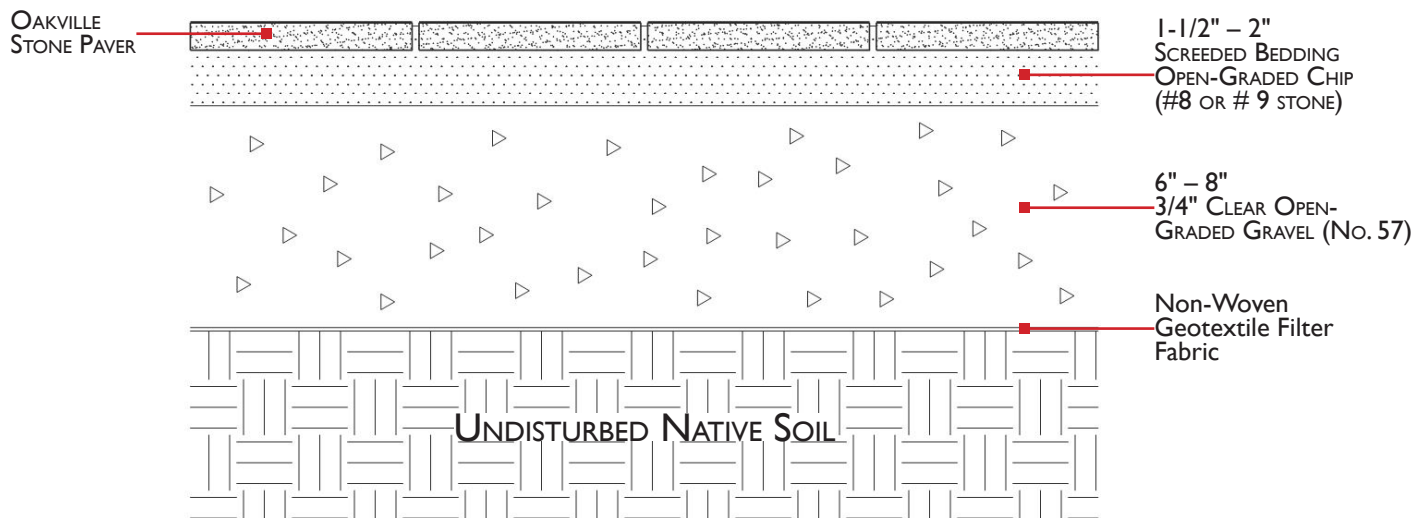 Oakville
Stone Paver
1-1/2" – 2"
Screeded Bedding
Open-Graded Chip
(#8 or # 9 stone)
6" – 8"
3/4" Clear Open-
Graded Gravel (No. 57)
Non-Woven
Geotextile Filter
Fabric
Undisturbed Native Soil